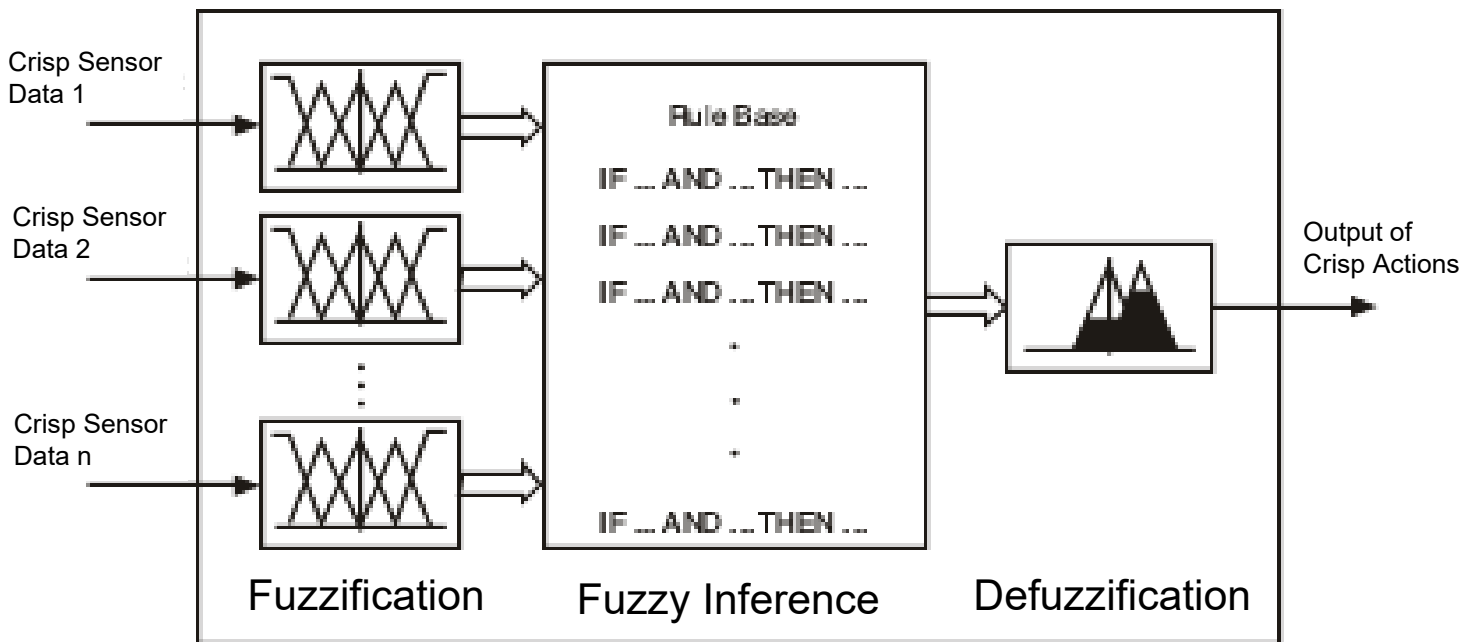 Crisp Sensor
Data 1
Crisp Sensor
Data 2
Crisp Sensor
Data n
Rule Base
IF ... AND ... THEN ...
IF ... AND ... THEN ...
IF ... AND ... THEN ...
.
.
.
IF ... AND ... THEN ...
Output of
Crisp Actions
Fuzzification
Fuzzy Inference
Defuzzification